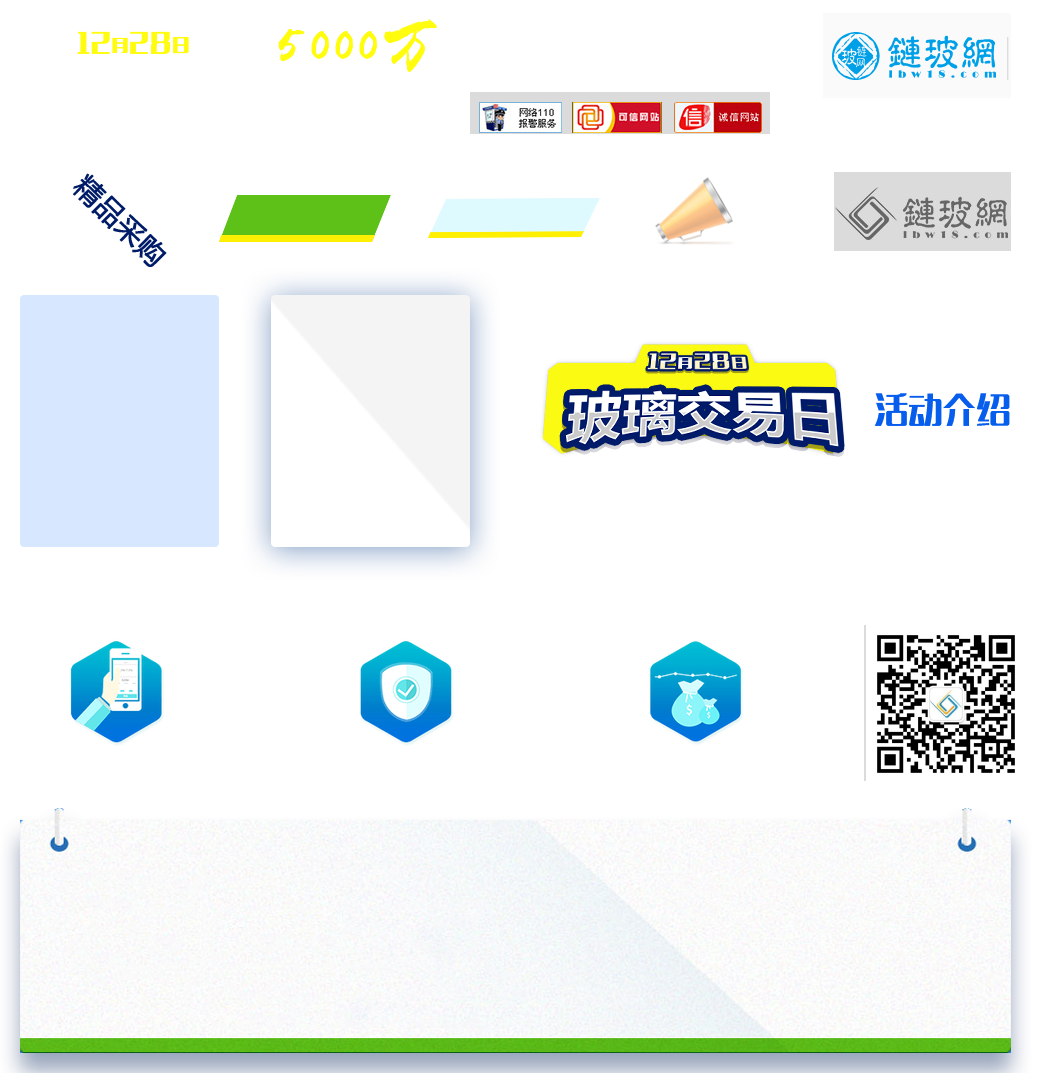 12月28日
5000万
鏈玻網
lbw18.com
网络110
报警服务
可信网站
信
诚信网站
精品采购
鏈玻網
lbw18.com
12月28日
玻璃交易日
活动介绍